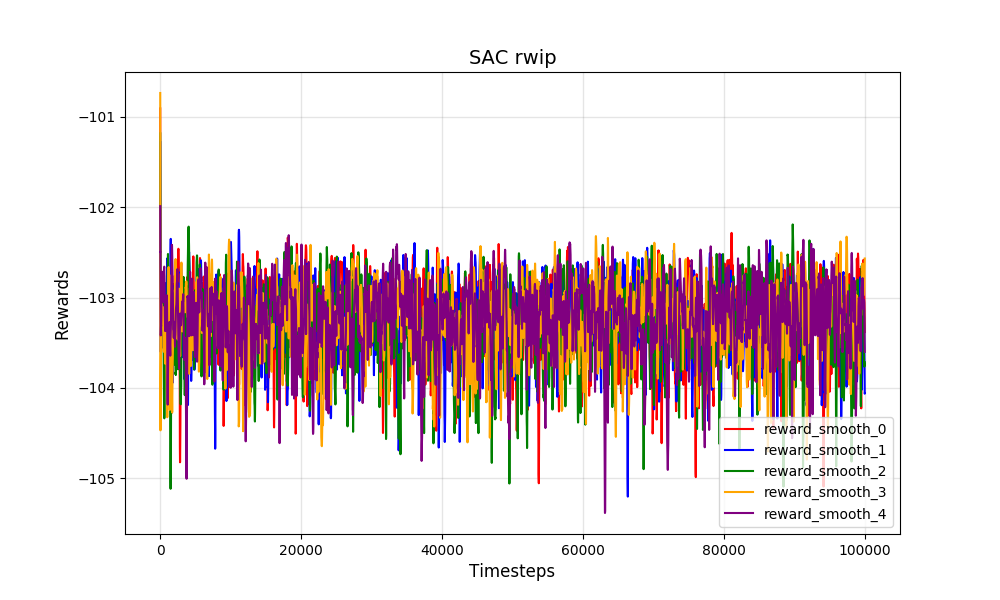 SAC rwip
Rewards
−101
−102
−103
−104
−105
0
20000
40000
60000
80000
100000
Timesteps
reward_smooth_0
reward_smooth_1
reward_smooth_2
reward_smooth_3
reward_smooth_4